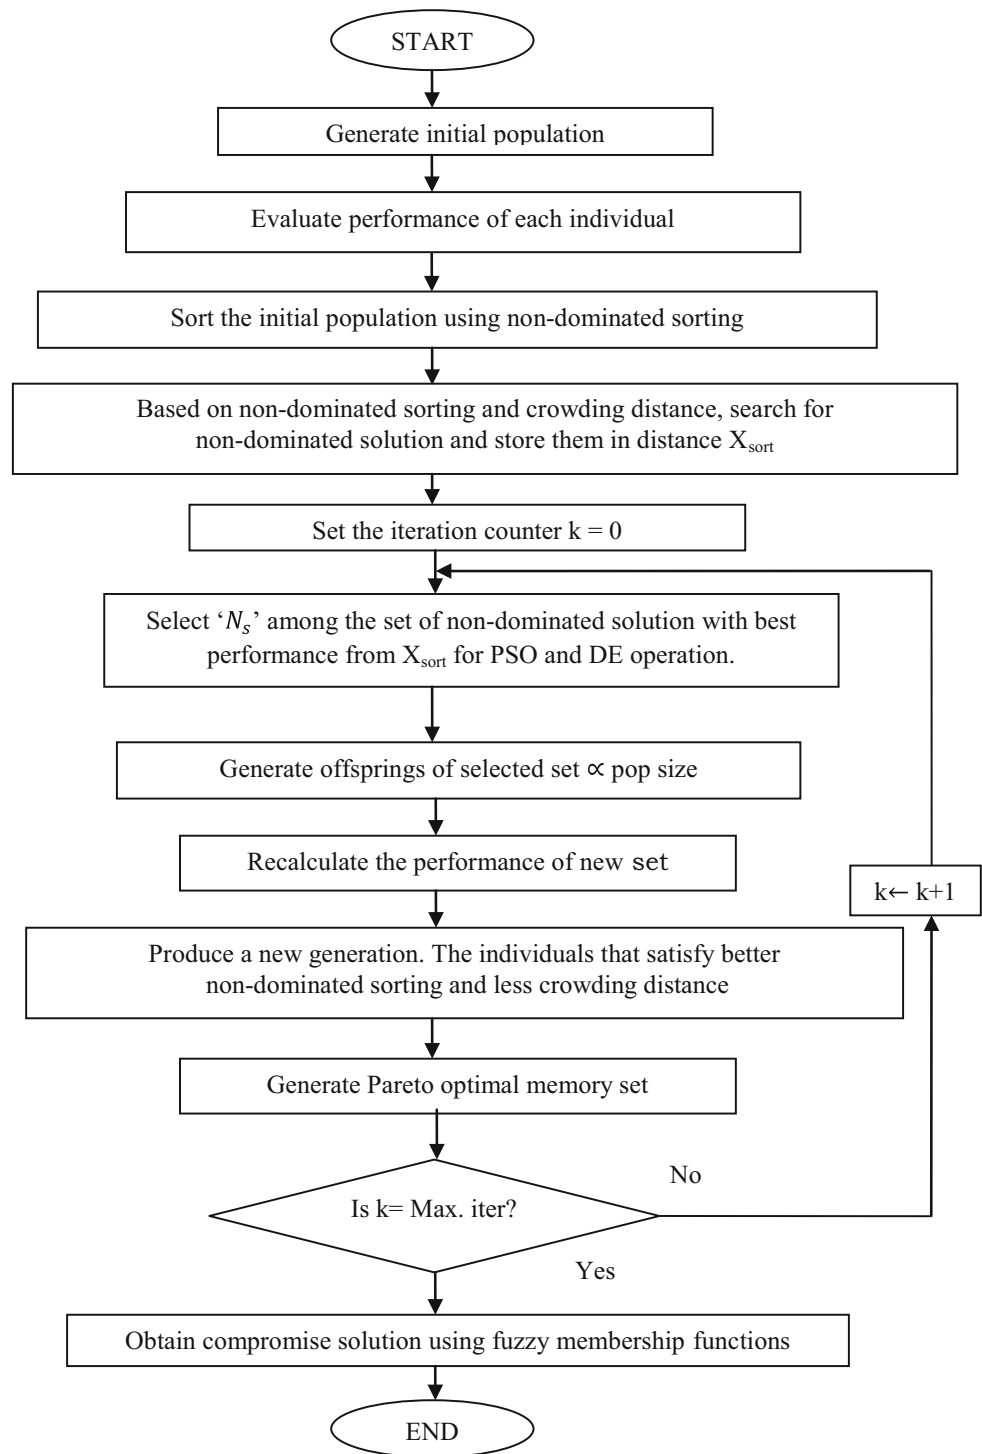 START
Generate initial population
Evaluate performance of each individual
Sort the initial population using non-dominated sorting
Based on non-dominated sorting and crowding distance, search for
non-dominated solution and store them in distance X_sort
Set the iteration counter k = 0
Select ‘N_s’ among the set of non-dominated solution with best
performance from X_sort for PSO and DE operation.
Generate offsprings of selected set ∝ pop size
Recalculate the performance of new set
k← k+1
Produce a new generation. The individuals that satisfy better
non-dominated sorting and less crowding distance
Generate Pareto optimal memory set
No
Is k= Max. iter?
Yes
Obtain compromise solution using fuzzy membership functions
END